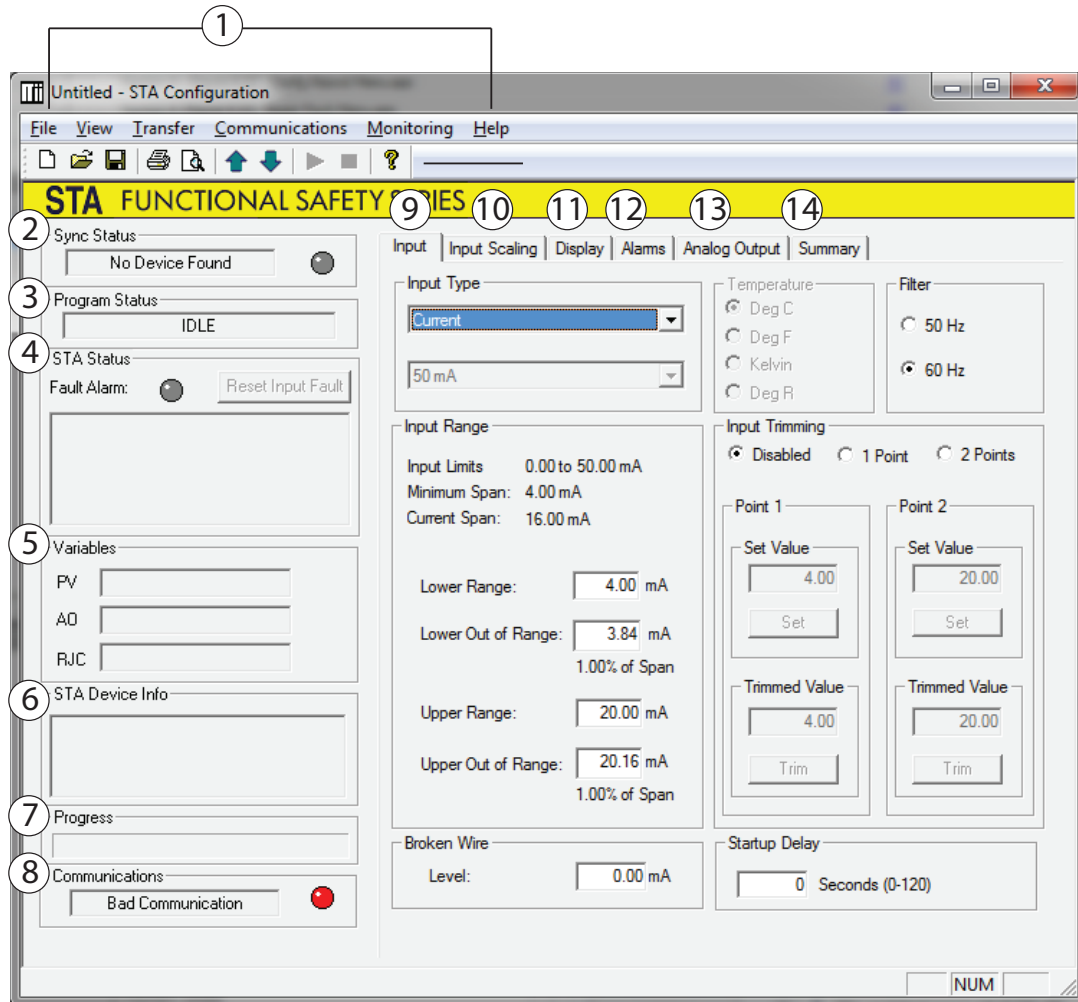 1
Untitled - STA Configuration
File View Transfer Communications Monitoring Help
STA FUNCTIONAL SAFETY
9 10 11 12 13 14
2
Sync Status
No Device Found
3
Program Status
IDLE
4
STA Status
Fault Alarm: Reset Input Fault
5
Variables
PV
AO
RJC
6
STA Device Info
7
Progress
8
Communications
Bad Communication
Input Input Scaling Display Alarms Analog Output Summary
Input Type
Current
50 mA
Temperature
Deg C
Deg F
Kelvin
Deg R
Filter
50 Hz
60 Hz
Input Range
Input Limits 0.00 to 50.00 mA
Minimum Span: 4.00 mA
Current Span: 16.00 mA
Lower Range: 4.00 mA
Lower Out of Range: 3.84 mA
1.00% of Span
Upper Range: 20.00 mA
Upper Out of Range: 20.16 mA
1.00% of Span
Input Trimming
Disabled 1 Point 2 Points
Point 1
Set Value
4.00
Set
Trimmed Value
4.00
Trim
Point 2
Set Value
20.00
Set
Trimmed Value
20.00
Trim
Broken Wire
Level: 0.00 mA
Startup Delay
0 Seconds (0-120)
NUM